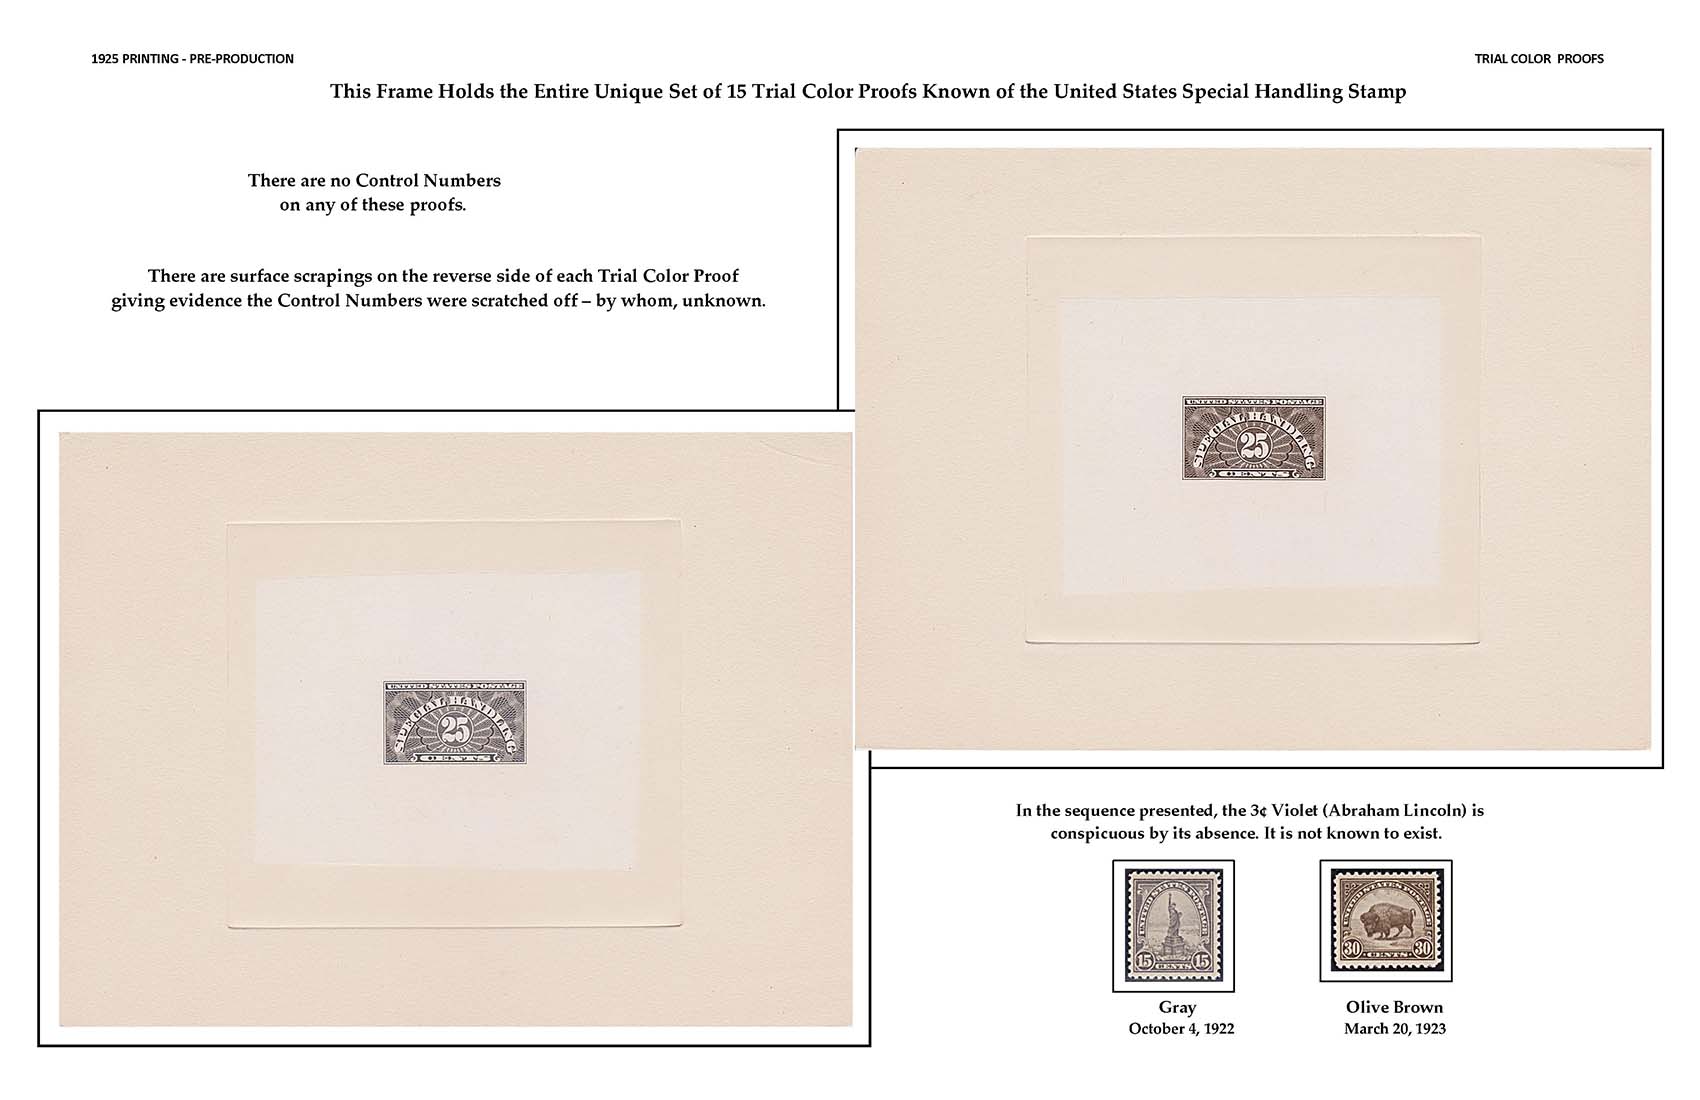 1925 PRINTING - PRE-PRODUCTION
TRIAL COLOR PROOFS
This Frame Holds the Entire Unique Set of 15 Trial Color Proofs Known of the United States Special Handling Stamp
There are no Control Numbers
on any of these proofs.
There are surface scrapings on the reverse side of each Trial Color Proof
giving evidence the Control Numbers were scratched off – by whom, unknown.
UNITED STATES POSTAGE
SPECIAL HANDLING
25
CENTS
UNITED STATES POSTAGE
SPECIAL HANDLING
25
CENTS
In the sequence presented, the 3¢ Violet (Abraham Lincoln) is
conspicuous by its absence. It is not known to exist.
UNITED STATES POSTAGE
15 15
CENTS
UNITED STATES POSTAGE
30 30
CENTS
Gray
October 4, 1922
Olive Brown
March 20, 1923